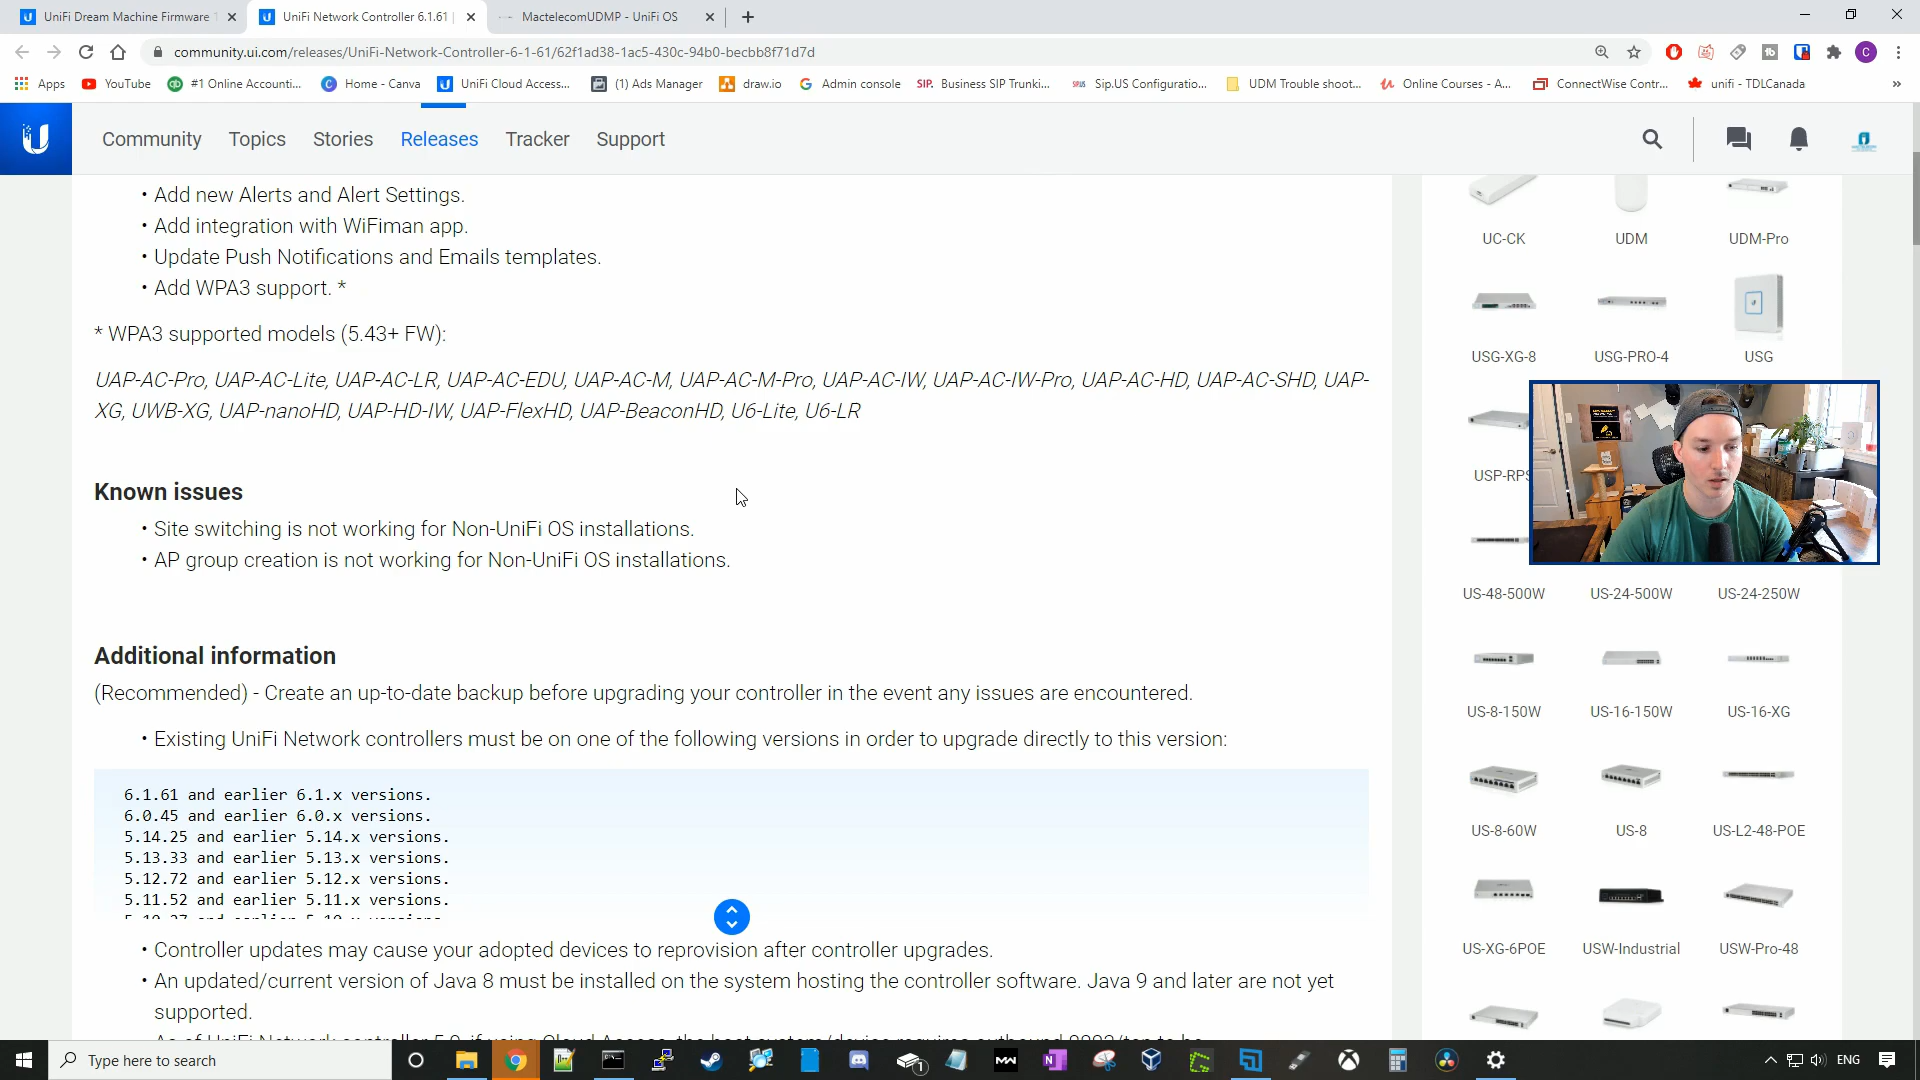 UniFi Dream Machine Firmware 1
UniFi Network Controller 6.1.61 |
MactelecomUDMP - UniFi OS
community.ui.com/releases/UniFi-Network-Controller-6-1-61/62f1ad38-1ac5-430c-94b0-becbb8f71d7d
C
Apps
YouTube
#1 Online Accounti...
Home - Canva
UniFi Cloud Access...
(1) Ads Manager
draw.io
Admin console
SIP. Business SIP Trunki...
Sip.US Configuratio...
UDM Trouble shoot...
Online Courses - A...
ConnectWise Contr...
unifi - TDLCanada
Community
Topics
Stories
Releases
Tracker
Support
• Add new Alerts and Alert Settings.
• Add integration with WiFiman app.
• Update Push Notifications and Emails templates.
• Add WPA3 support. *
* WPA3 supported models (5.43+ FW):
UAP-AC-Pro, UAP-AC-Lite, UAP-AC-LR, UAP-AC-EDU, UAP-AC-M, UAP-AC-M-Pro, UAP-AC-IW, UAP-AC-IW-Pro, UAP-AC-HD, UAP-AC-SHD, UAP-
XG, UWB-XG, UAP-nanoHD, UAP-HD-IW, UAP-FlexHD, UAP-BeaconHD, U6-Lite, U6-LR
Known issues
• Site switching is not working for Non-UniFi OS installations.
• AP group creation is not working for Non-UniFi OS installations.
Additional information
(Recommended) - Create an up-to-date backup before upgrading your controller in the event any issues are encountered.
• Existing UniFi Network controllers must be on one of the following versions in order to upgrade directly to this version:
6.1.61 and earlier 6.1.x versions.
6.0.45 and earlier 6.0.x versions.
5.14.25 and earlier 5.14.x versions.
5.13.33 and earlier 5.13.x versions.
5.12.72 and earlier 5.12.x versions.
5.11.52 and earlier 5.11.x versions.
• Controller updates may cause your adopted devices to reprovision after controller upgrades.
• An updated/current version of Java 8 must be installed on the system hosting the controller software. Java 9 and later are not yet
supported.
UC-CK
UDM
UDM-Pro
USG-XG-8
USG-PRO-4
USG
USP-RPS
US-48-500W
US-24-500W
US-24-250W
US-8-150W
US-16-150W
US-16-XG
US-8-60W
US-8
US-L2-48-POE
US-XG-6POE
USW-Industrial
USW-Pro-48
Type here to search
ENG